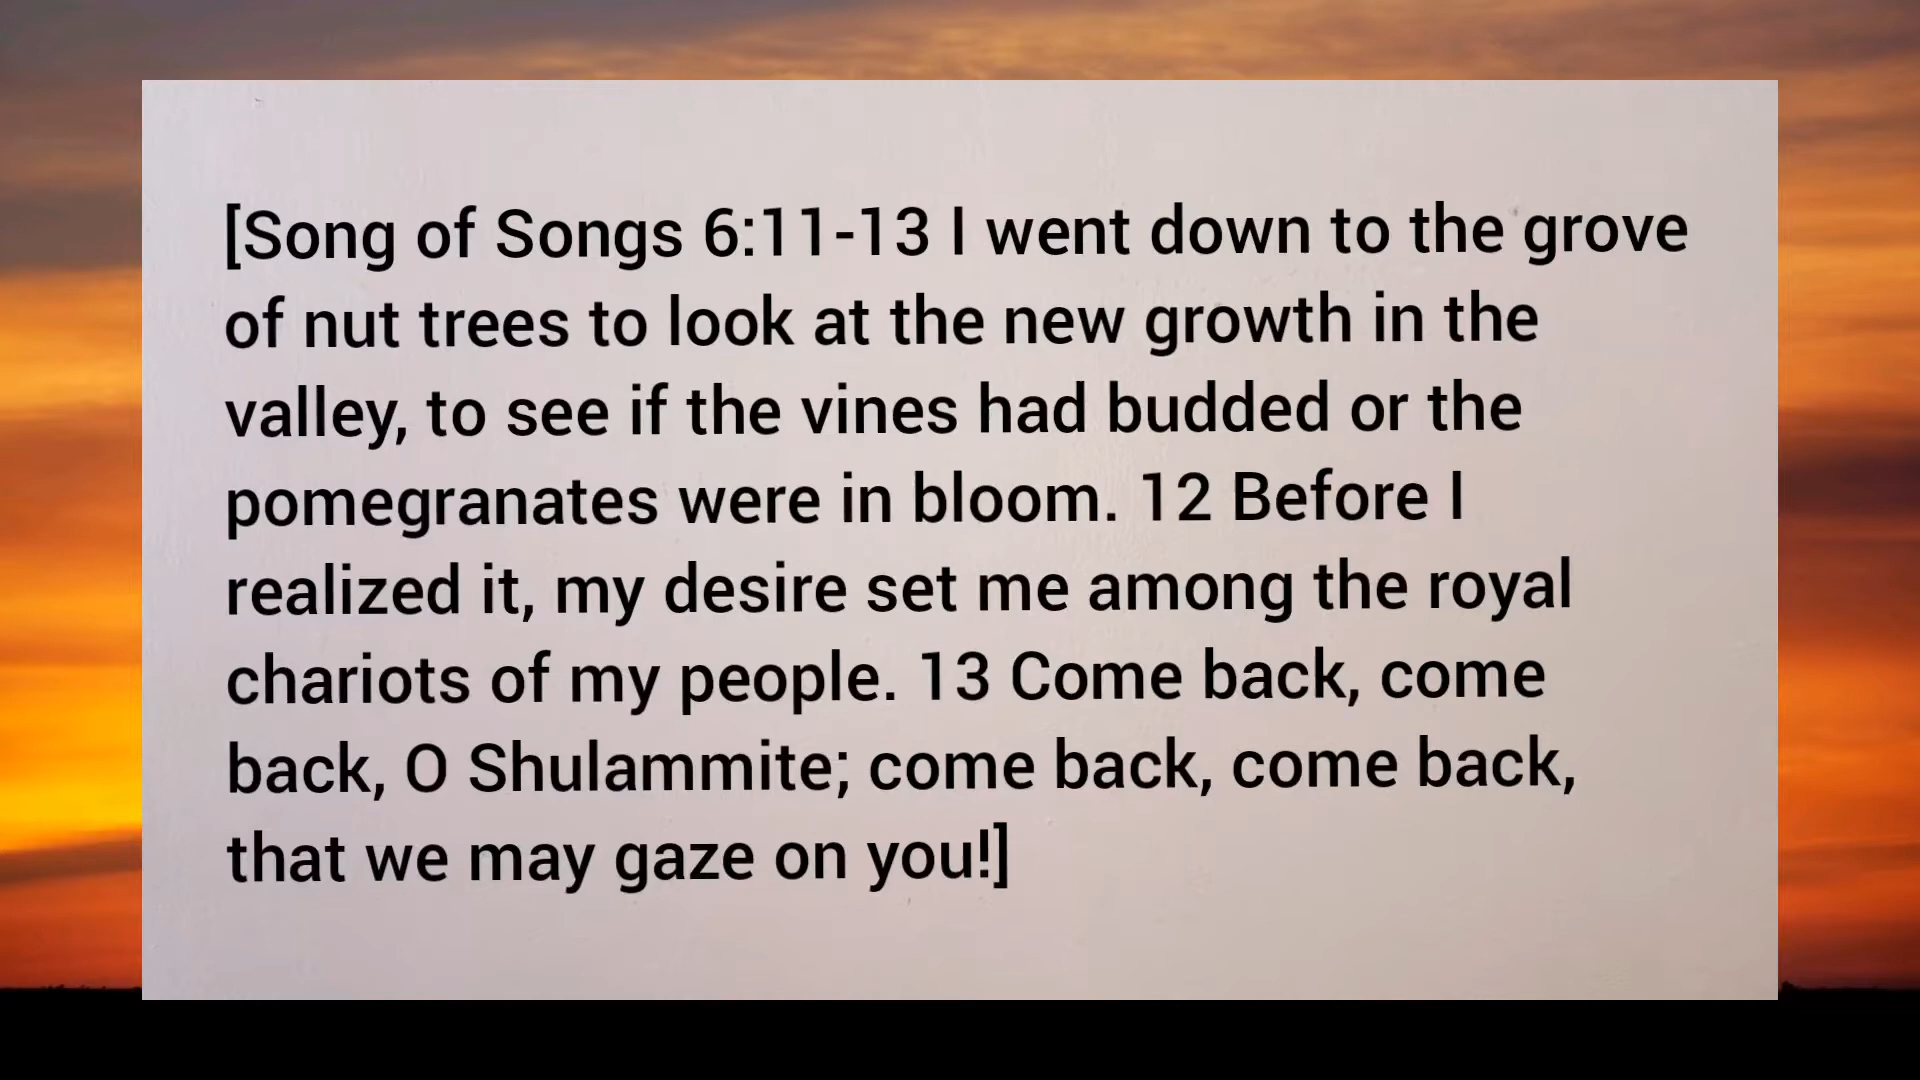 [Song of Songs 6:11-13 I went down to the grove
of nut trees to look at the new growth in the
valley, to see if the vines had budded or the
pomegranates were in bloom. 12 Before I
realized it, my desire set me among the royal
chariots of my people. 13 Come back, come
back, O Shulammite; come back, come back,
that we may gaze on you!]